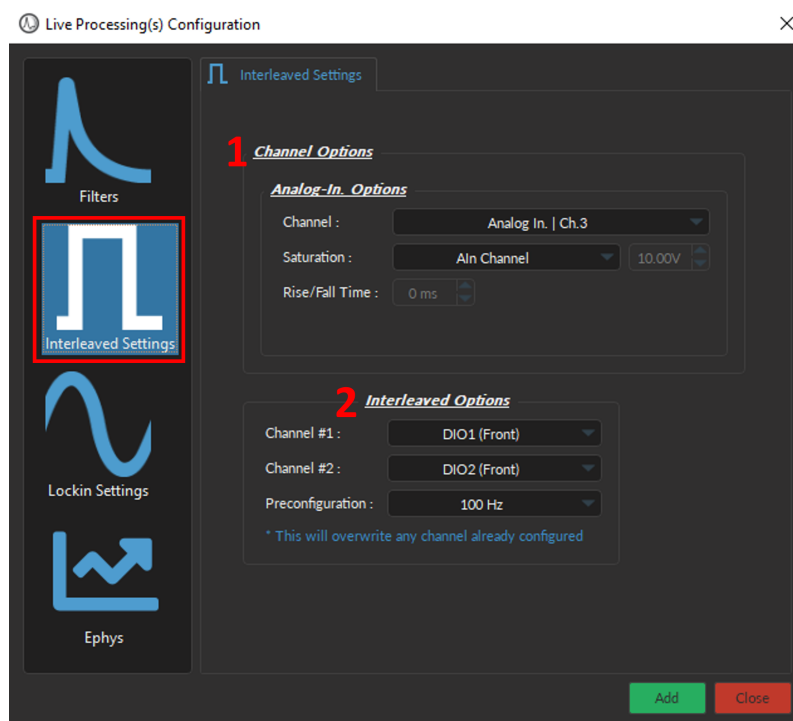 Live Processing(s) Configuration
Filters
Interleaved Settings
Lockin Settings
Ephys
Interleaved Settings
1 Channel Options
Analog-In. Options
Channel : Analog In. | Ch.3
Saturation : AIn Channel 10.00V
Rise/Fall Time : 0 ms
2 Interleaved Options
Channel #1 : DIO1 (Front)
Channel #2 : DIO2 (Front)
Preconfiguration : 100 Hz
* This will overwrite any channel already configured
Add Close